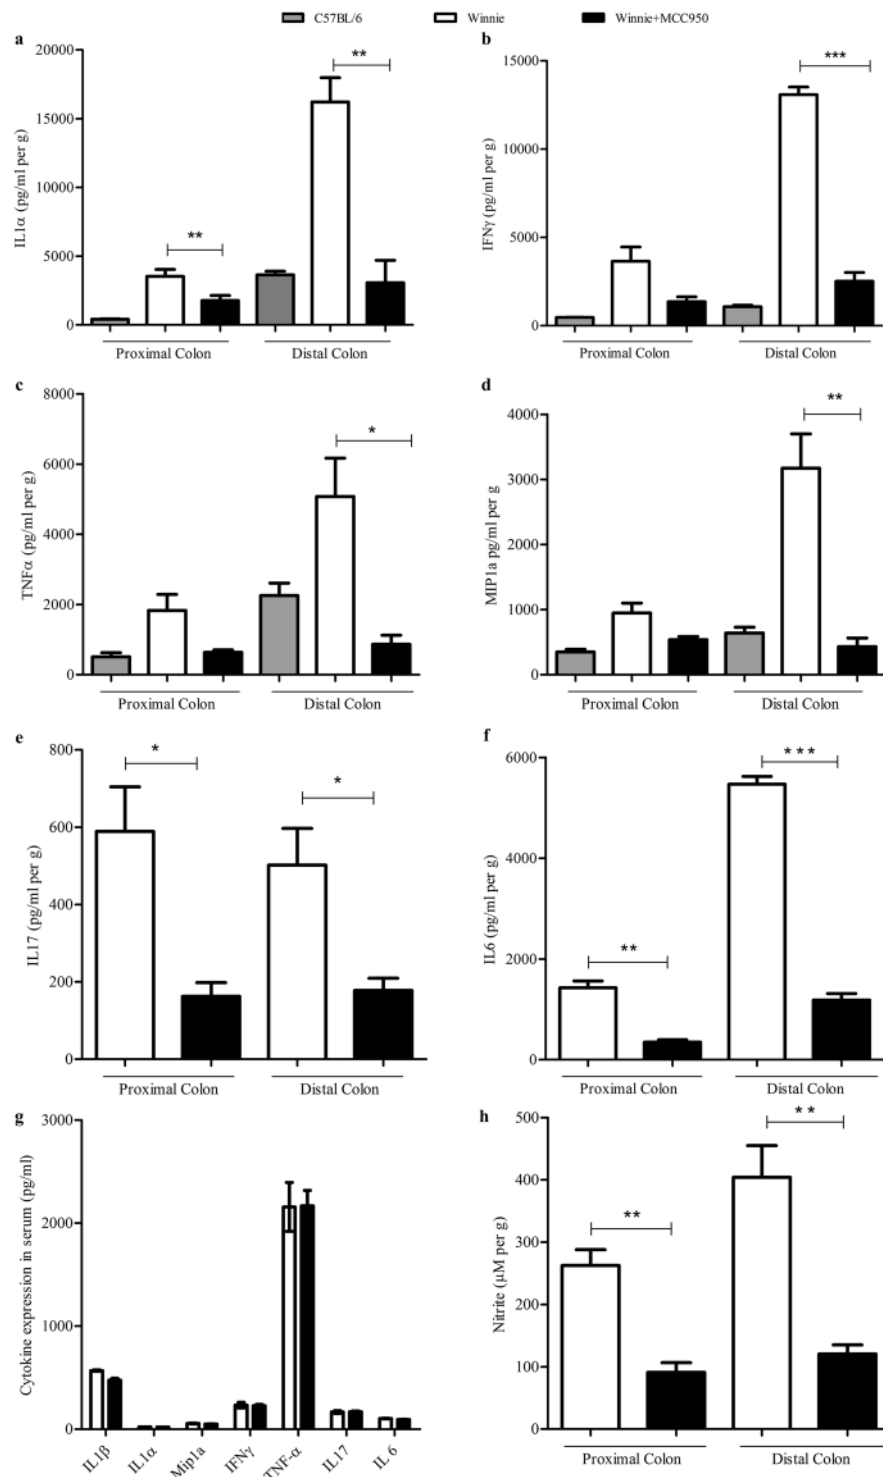 C57BL/6 Winnie Winnie+MCC950
a
IL1α (pg/ml per g)
20000
15000
10000
5000
0
**
**
Proximal Colon Distal Colon
b
IFNγ (pg/ml per g)
15000
10000
5000
0
***
Proximal Colon Distal Colon
c
TNFα (pg/ml per g)
8000
6000
4000
2000
0
*
Proximal Colon Distal Colon
d
MIP1a pg/ml per g
4000
3000
2000
1000
0
**
Proximal Colon Distal Colon
e
IL17 (pg/ml per g)
800
600
400
200
0
*
*
Proximal Colon Distal Colon
f
IL6 (pg/ml per g)
6000
4000
2000
0
**
***
Proximal Colon Distal Colon
g
Cytokine expression in serum (pg/ml)
3000
2000
1000
0
IL1β IL1α Mip1a IFNγ TNF-α IL17 IL 6
h
Nitrite (µM per g)
500
400
300
200
100
0
**
**
Proximal Colon Distal Colon